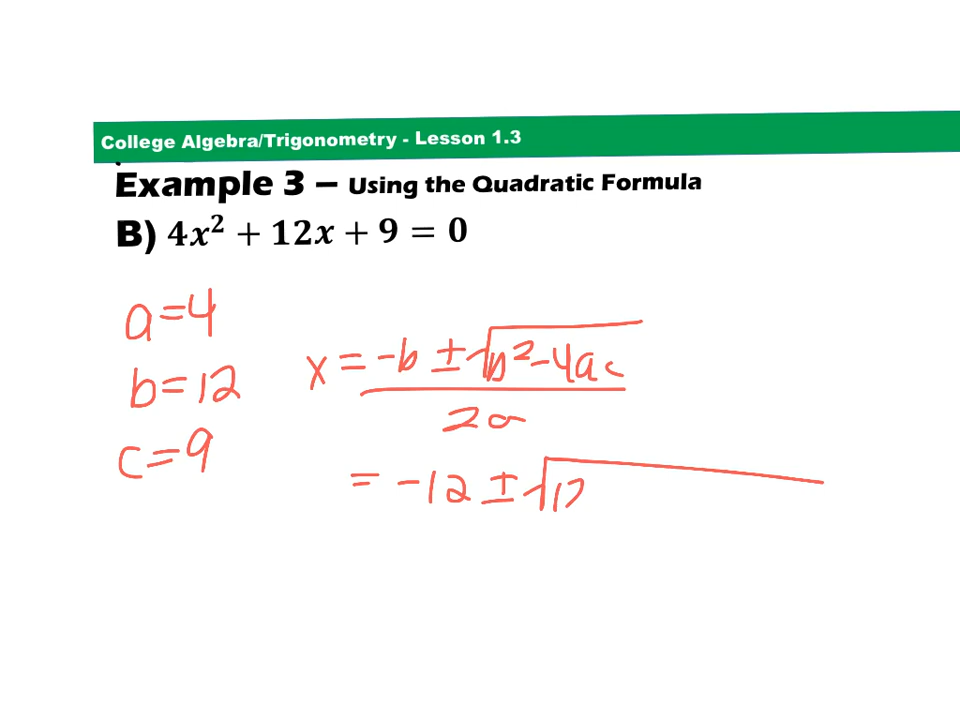 College Algebra/Trigonometry - Lesson 1.3
Example 3 – Using the Quadratic Formula
B) 4x² + 12x + 9 = 0
a=4
b=12
c=9
x = -b ± √b²-4ac
2a
= -12 ± √12